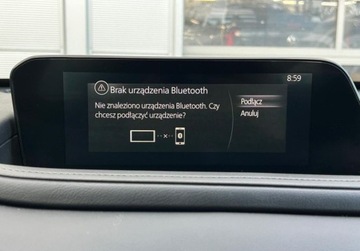 8:59
Brak urządzenia Bluetooth
Nie znaleziono urządzenia Bluetooth. Czy
chcesz podłączyć urządzenie?
Podłącz
Anuluj